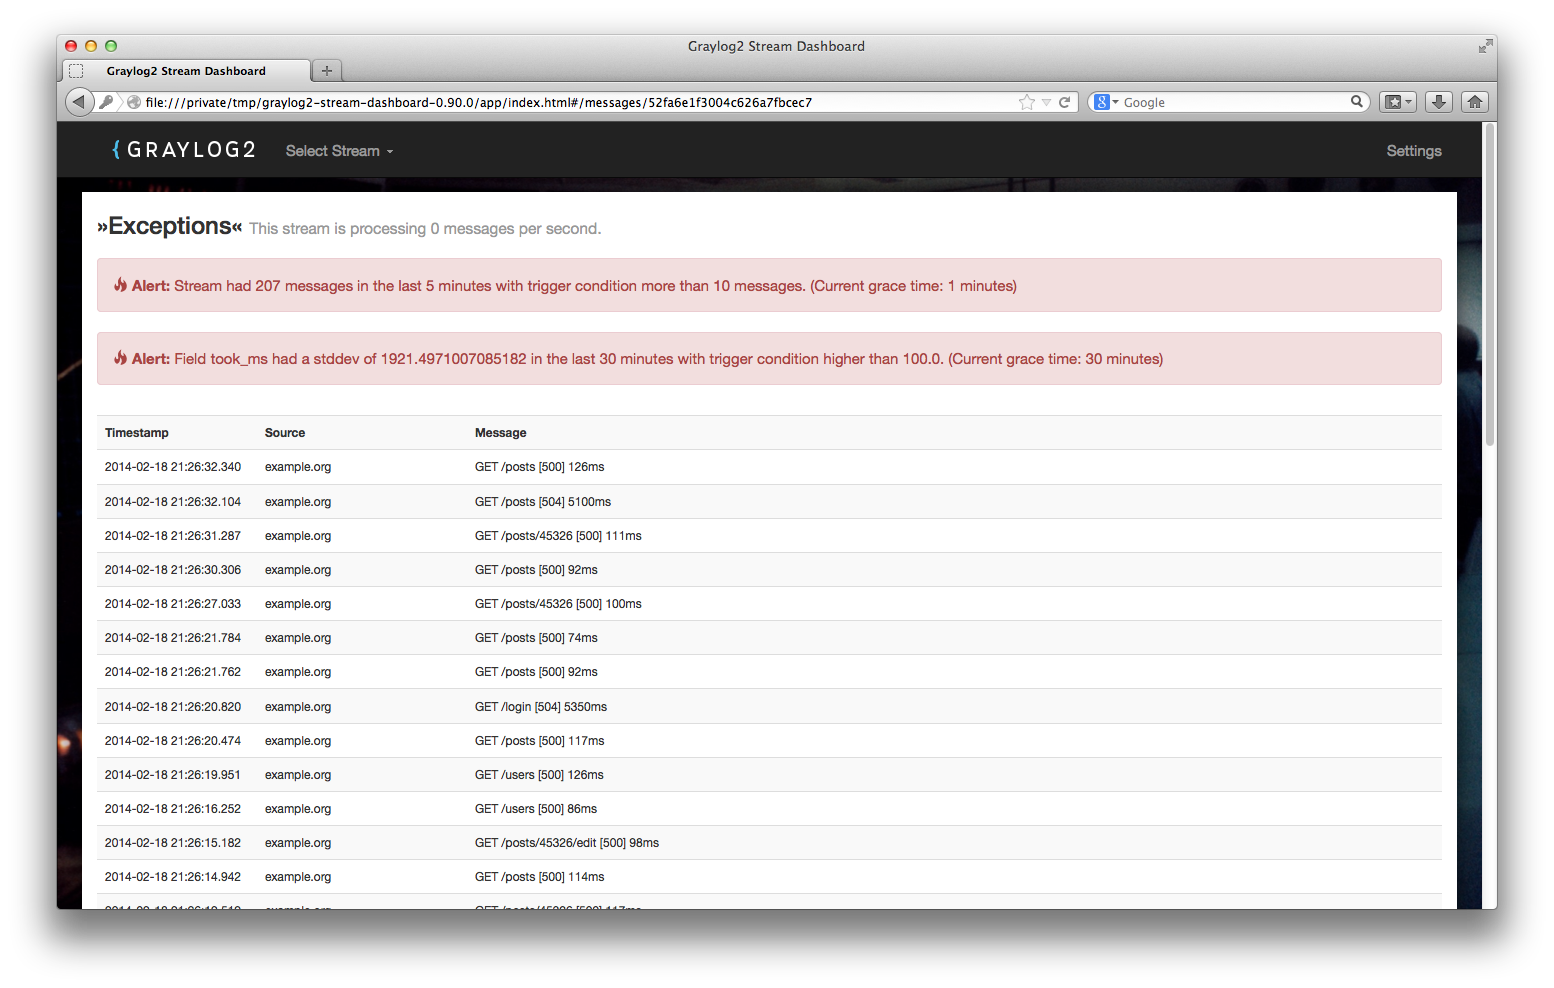 Graylog2 Stream Dashboard
Graylog2 Stream Dashboard
file:///private/tmp/graylog2-stream-dashboard-0.90.0/app/index.html#/messages/52fa6e1f3004c626a7fbcec7
8 Google
{ GRAYLOG2 Select Stream Settings
»Exceptions« This stream is processing 0 messages per second.
Alert: Stream had 207 messages in the last 5 minutes with trigger condition more than 10 messages. (Current grace time: 1 minutes)
Alert: Field took_ms had a stddev of 1921.4971007085182 in the last 30 minutes with trigger condition higher than 100.0. (Current grace time: 30 minutes)
Timestamp Source Message
2014-02-18 21:26:32.340 example.org GET /posts [500] 126ms
2014-02-18 21:26:32.104 example.org GET /posts [504] 5100ms
2014-02-18 21:26:31.287 example.org GET /posts/45326 [500] 111ms
2014-02-18 21:26:30.306 example.org GET /posts [500] 92ms
2014-02-18 21:26:27.033 example.org GET /posts/45326 [500] 100ms
2014-02-18 21:26:21.784 example.org GET /posts [500] 74ms
2014-02-18 21:26:21.762 example.org GET /posts [500] 92ms
2014-02-18 21:26:20.820 example.org GET /login [504] 5350ms
2014-02-18 21:26:20.474 example.org GET /posts [500] 117ms
2014-02-18 21:26:19.951 example.org GET /users [500] 126ms
2014-02-18 21:26:16.252 example.org GET /users [500] 86ms
2014-02-18 21:26:15.182 example.org GET /posts/45326/edit [500] 98ms
2014-02-18 21:26:14.942 example.org GET /posts [500] 114ms